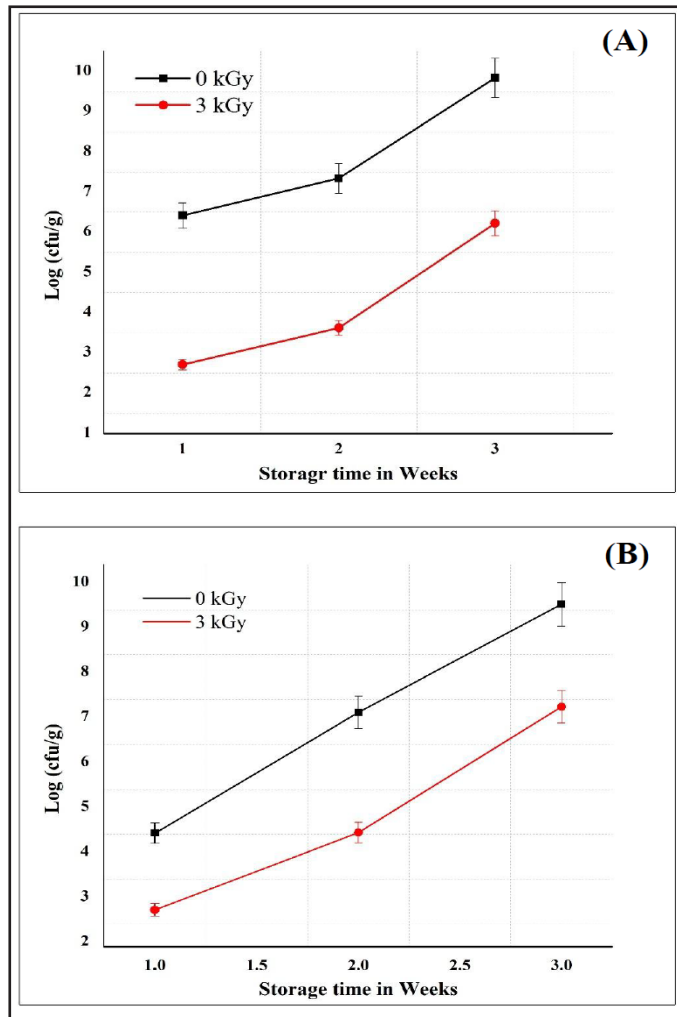 (A)
0 kGy
3 kGy
10
9
8
7
6
5
4
3
2
1
Log (cfu/g)
1 2 3
Storagr time in Weeks
(B)
0 kGy
3 kGy
10
9
8
7
6
5
4
3
2
Log (cfu/g)
1.0 1.5 2.0 2.5 3.0
Storage time in Weeks